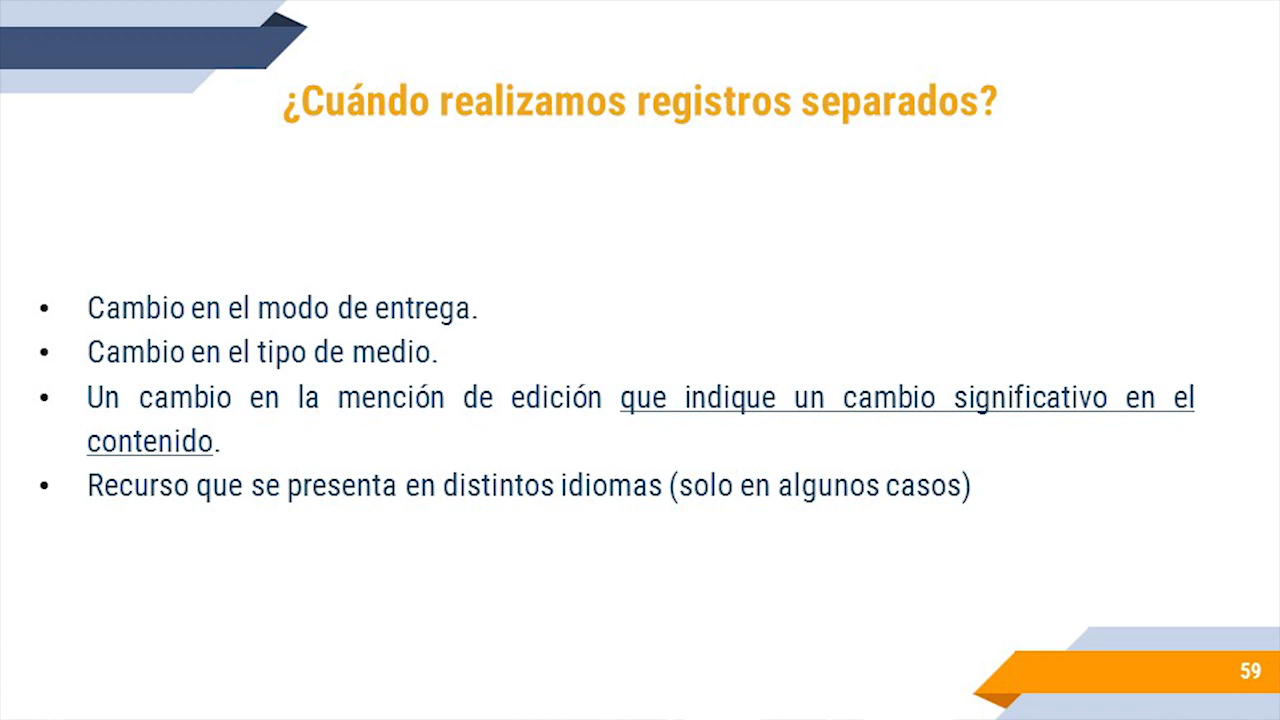 ¿Cuándo realizamos registros separados?
• Cambio en el modo de entrega.
• Cambio en el tipo de medio.
• Un cambio en la mención de edición que indique un cambio significativo en el
contenido.
• Recurso que se presenta en distintos idiomas (solo en algunos casos)
59